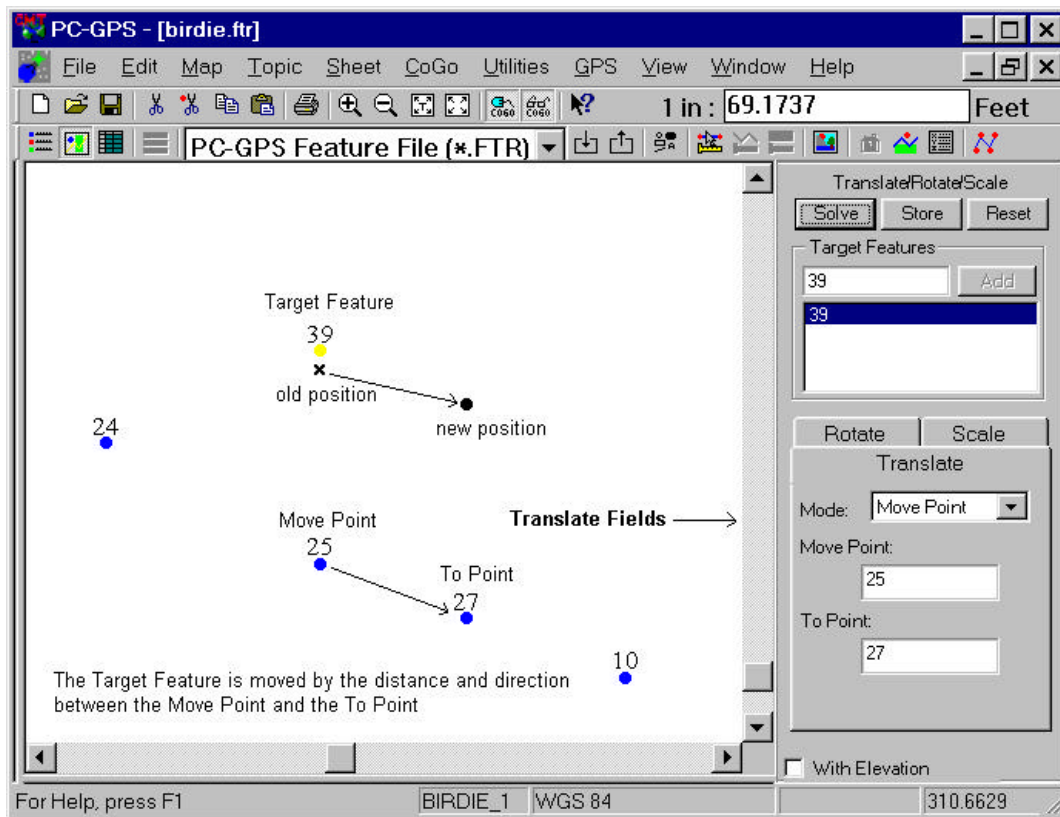 PC-GPS - [birdie.ftr]
File Edit Map Topic Sheet CoGo Utilities GPS View Window Help
COGO COGO 1 in : 69.1737 Feet
PC-GPS Feature File (*.FTR)
Translate/Rotate/Scale
Solve Store Reset
Target Features
39 Add
39
Target Feature
39
old position
new position
24
Rotate Scale
Translate
Mode: Move Point
Move Point:
25
To Point:
27
Translate Fields
Move Point
25
To Point
27
10
The Target Feature is moved by the distance and direction
between the Move Point and the To Point
With Elevation
For Help, press F1 BIRDIE_1 WGS 84 310.6629